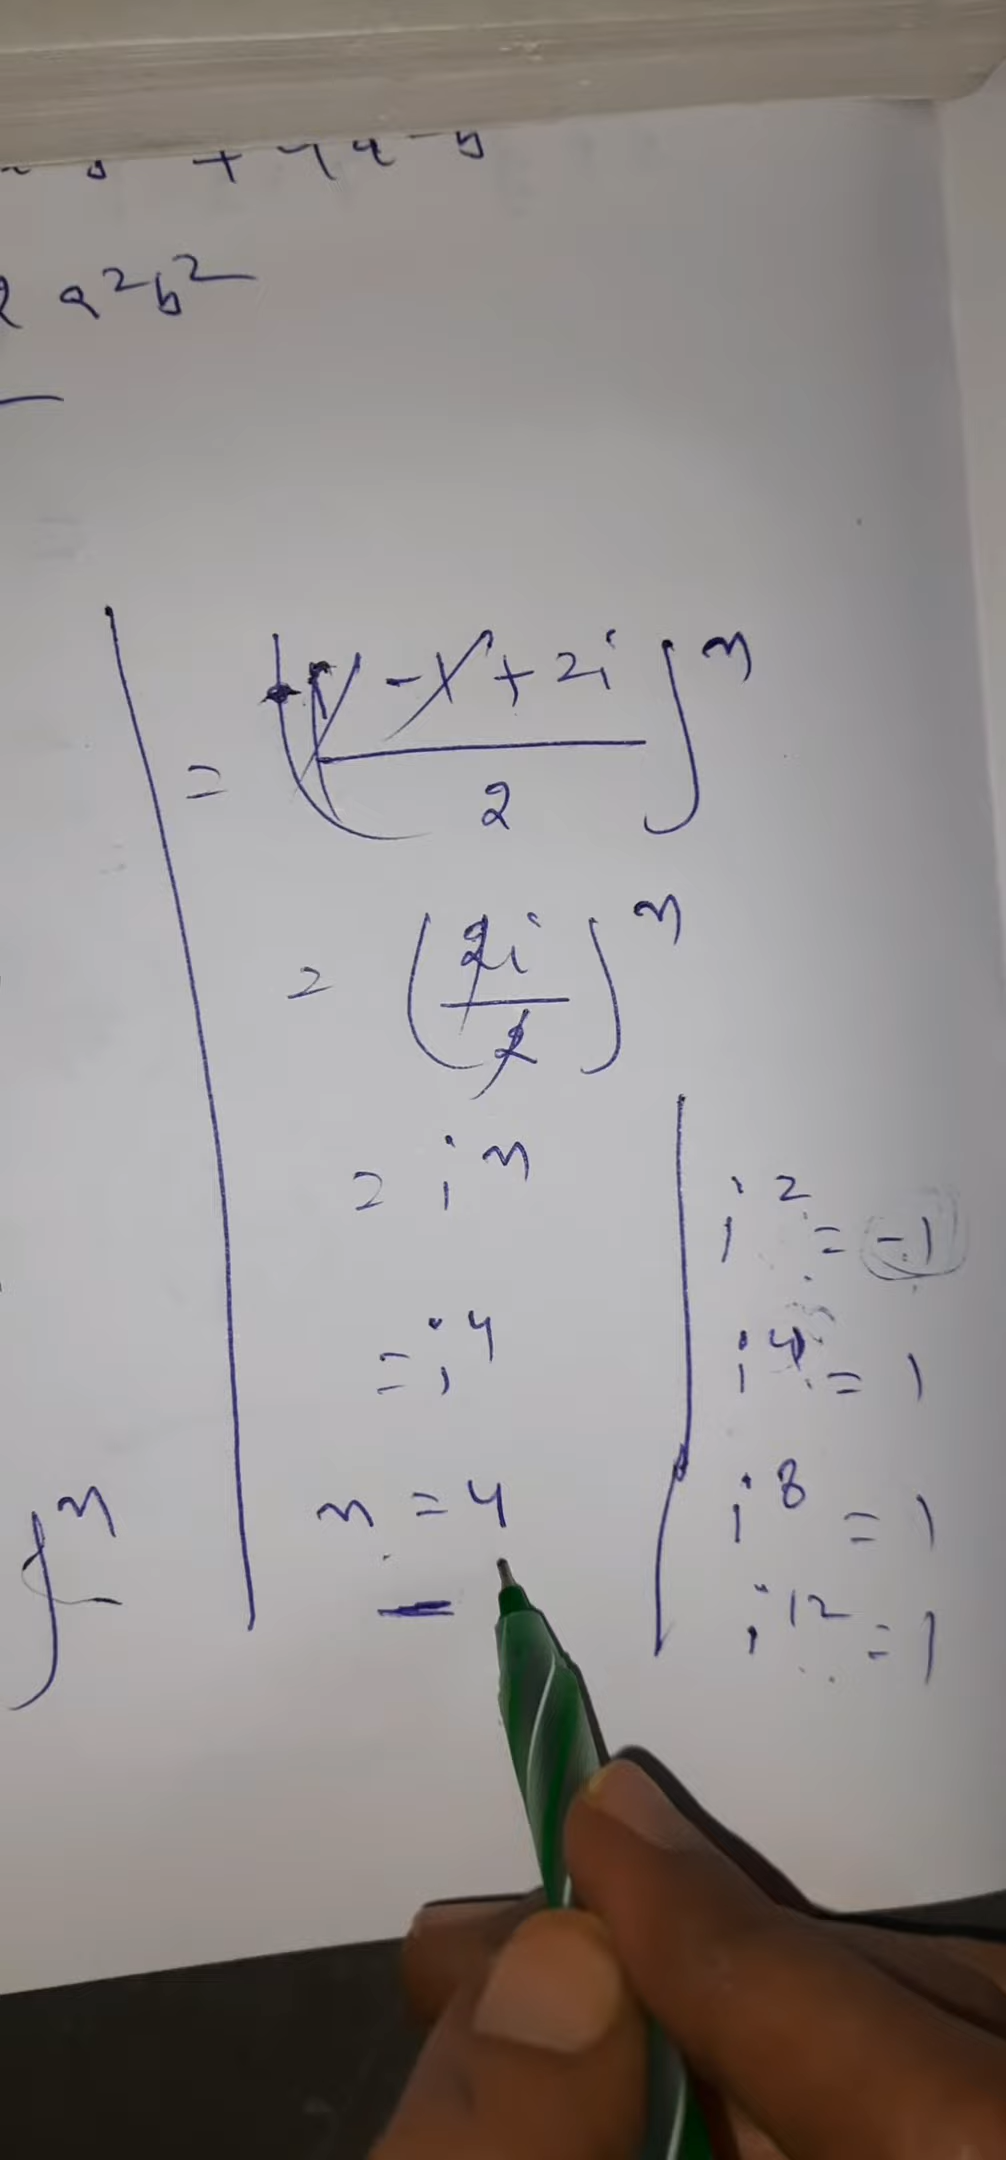 a²b²
= (1 - 1 + 2i / 2)ⁿ
= (2i / 2)ⁿ
= iⁿ
= i⁴
n = 4
)ⁿ
i² = -1
i⁴ = 1
i⁸ = 1
i¹² = 1